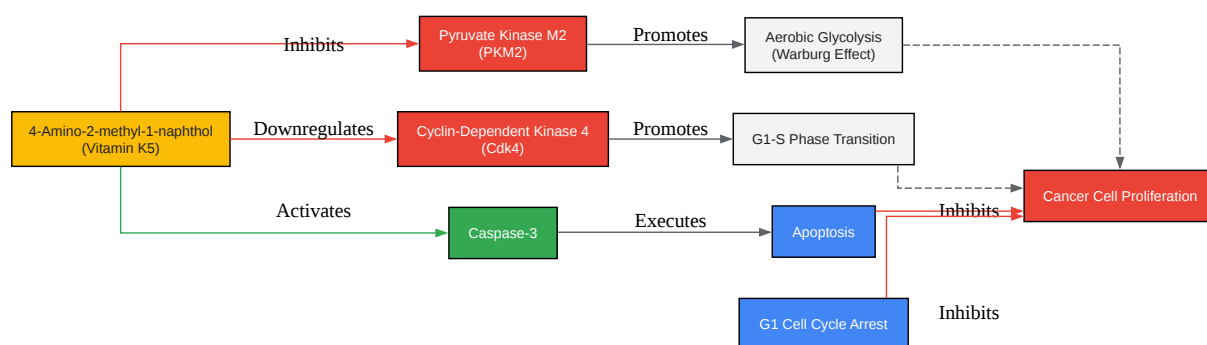 Inhibits
Pyruvate Kinase M2
(PKM2)
Promotes
Aerobic Glycolysis
(Warburg Effect)
4-Amino-2-methyl-1-naphthol
(Vitamin K5)
Downregulates
Cyclin-Dependent Kinase 4
(Cdk4)
Promotes
G1-S Phase Transition
Cancer Cell Proliferation
Activates
Caspase-3
Executes
Apoptosis
Inhibits
G1 Cell Cycle Arrest
Inhibits